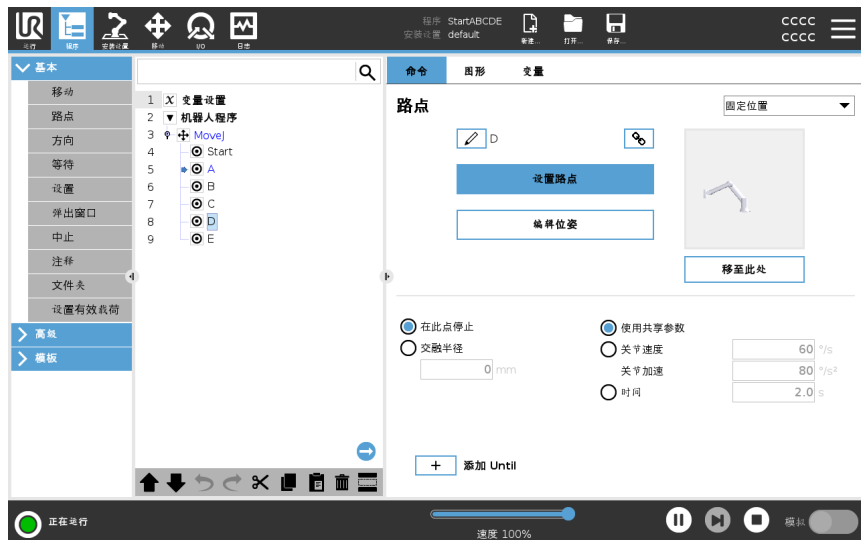 UR
运行 程序 安装设置 移动 I/O 日志
程序 StartABCDE
安装设置 default
新建... 打开... 保存...
CCCC
CCCC
基本
移动
路点
方向
等待
设置
弹出窗口
中止
注释
文件夹
设置有效载荷
高级
模板
1 X 变量设置
2 机器人程序
3 MoveJ
4 Start
5 A
6 B
7 C
8 D
9 E
命令 图形 变量
路点
固定位置
D
设置路点
编辑位姿
移至此处
在此点停止
交融半径
0 mm
使用共享参数
关节速度 60 °/s
关节加速 80 °/s²
时间 2.0 s
添加 Until
正在运行
速度 100%
模拟